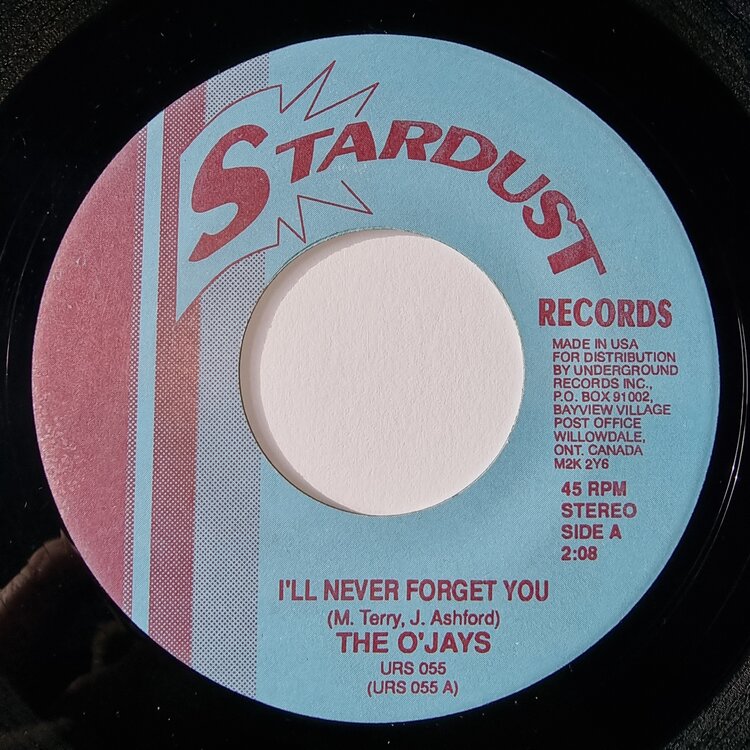 STARDUST
RECORDS
MADE IN USA
FOR DISTRIBUTION
BY UNDERGROUND
RECORDS INC.,
P.O. BOX 91002,
BAYVIEW VILLAGE
POST OFFICE
WILLOWDALE,
ONT. CANADA
M2K 2Y6
45 RPM
STEREO
SIDE A
2:08
I'LL NEVER FORGET YOU
(M. Terry, J. Ashford)
THE O'JAYS
URS 055
(URS 055 A)